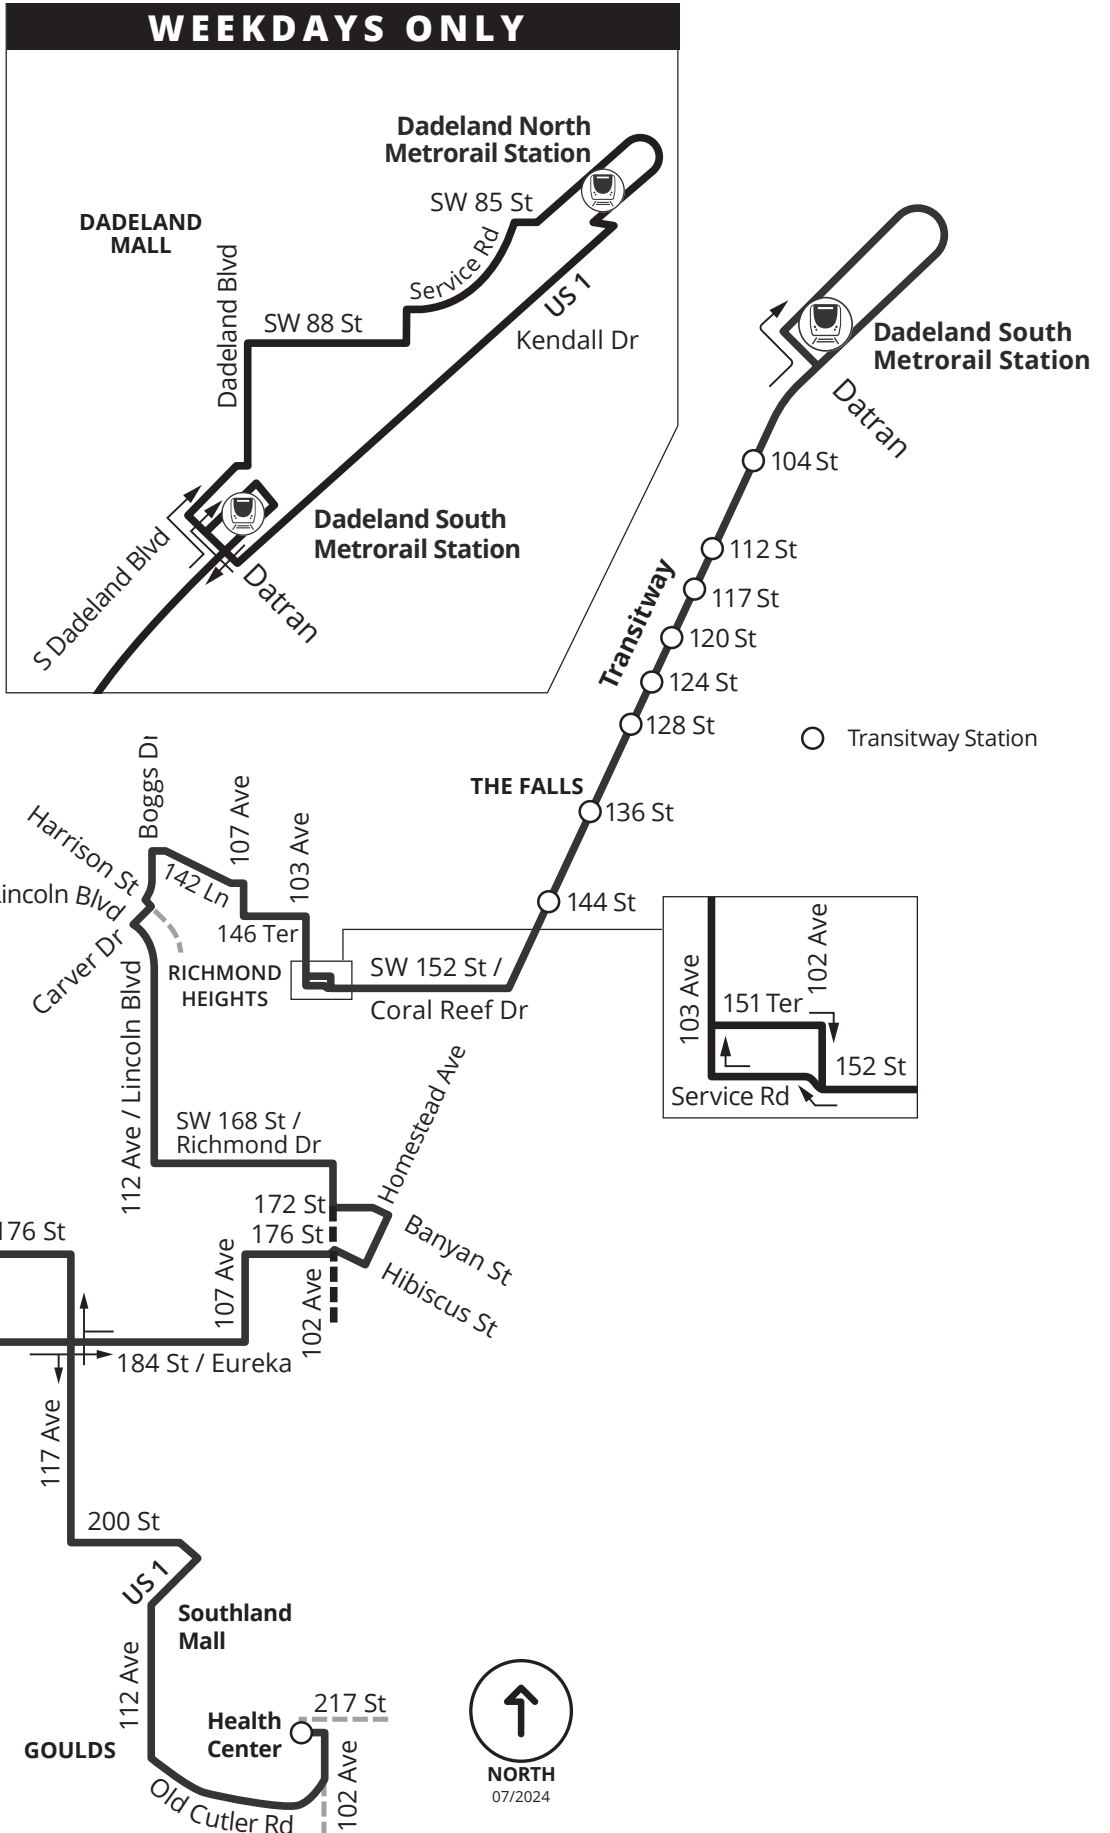 WEEKDAYS ONLY
Dadeland North
Metrorail Station
SW 85 St
DADELAND
MALL
Dadeland Blvd
Service Rd
US 1
SW 88 St
Kendall Dr
Dadeland South
Metrorail Station
S Dadeland Blvd
Datran
Dadeland South
Metrorail Station
Datran
104 St
112 St
117 St
Transitway
120 St
124 St
128 St
Transitway Station
THE FALLS
136 St
144 St
Boggs Dr
Harrison St
107 Ave
142 Ln
103 Ave
incoln Blvd
Carver Dr
146 Ter
RICHMOND
HEIGHTS
SW 152 St /
Coral Reef Dr
103 Ave
102 Ave
151 Ter
152 St
Service Rd
112 Ave / Lincoln Blvd
Homestead Ave
SW 168 St /
Richmond Dr
172 St
176 St
176 St
Banyan St
Hibiscus St
107 Ave
102 Ave
184 St / Eureka
117 Ave
200 St
US 1
Southland
Mall
112 Ave
217 St
Health
Center
GOULDS
102 Ave
Old Cutler Rd
NORTH
07/2024